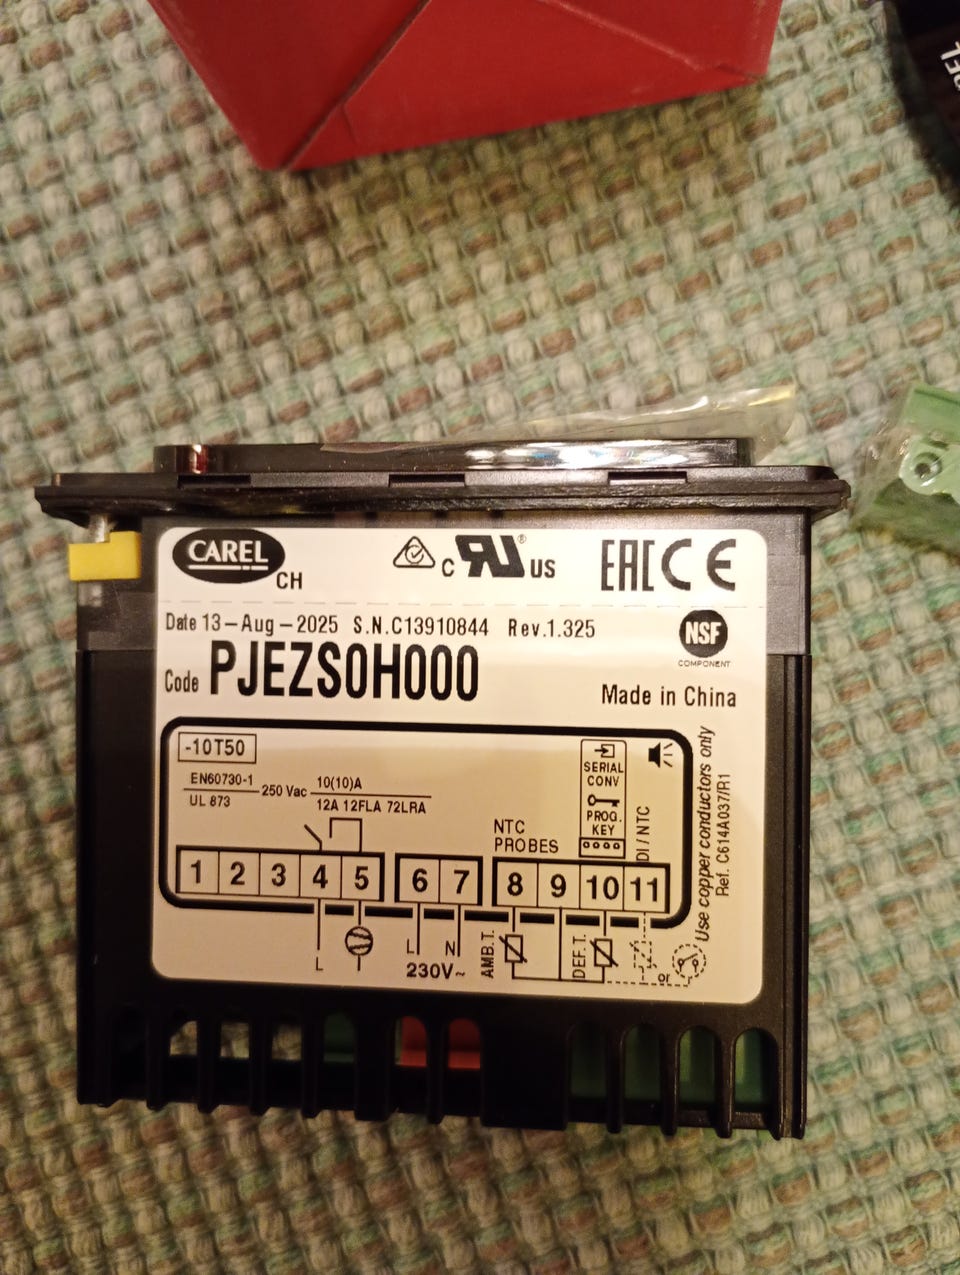 CAREL
CH
c RU® US
EAC CE
Date 13-Aug-2025 S.N.C13910844 Rev.1.325
NSF
COMPONENT
Code PJEZS0H000
Made in China
-10T50
EN60730-1
UL 873
250 Vac
10(10)A
12A 12FLA 72LRA
SERIAL
CONV
PROG.
KEY
NTC
PROBES
DI / NTC
1 2 3 4 5 6 7 8 9 10 11
L
L N
230V~
AMB.T.
DEF.T.
or
Use copper conductors only
Ref. C614A037/R1